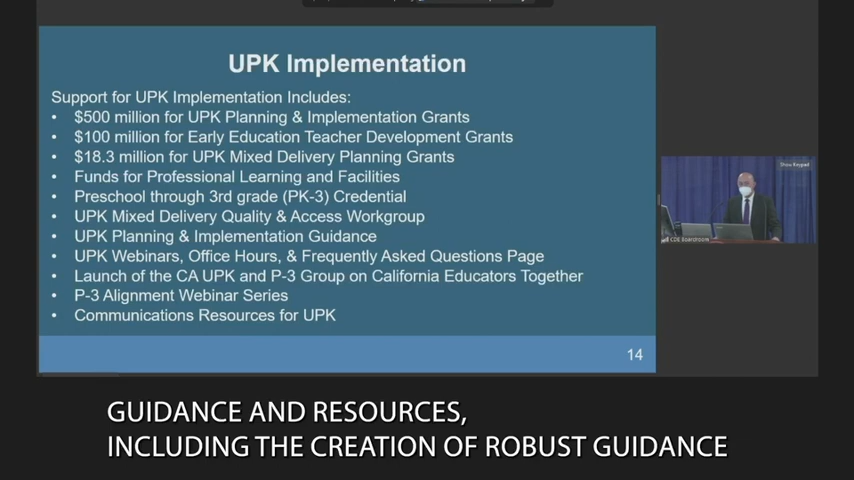 UPK Implementation
Support for UPK Implementation Includes:
• $500 million for UPK Planning & Implementation Grants
• $100 million for Early Education Teacher Development Grants
• $18.3 million for UPK Mixed Delivery Planning Grants
• Funds for Professional Learning and Facilities
• Preschool through 3rd grade (PK-3) Credential
• UPK Mixed Delivery Quality & Access Workgroup
• UPK Planning & Implementation Guidance
• UPK Webinars, Office Hours, & Frequently Asked Questions Page
• Launch of the CA UPK and P-3 Group on California Educators Together
• P-3 Alignment Webinar Series
• Communications Resources for UPK
14
Show Keypad
CDE Boardroom
GUIDANCE AND RESOURCES,
INCLUDING THE CREATION OF ROBUST GUIDANCE